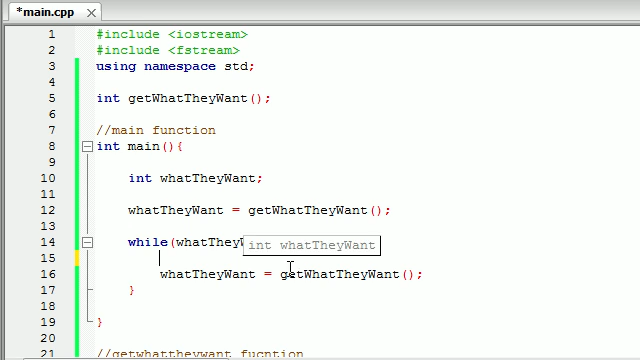 *main.cpp
1 #include <iostream>
2 #include <fstream>
3 using namespace std;
4
5 int getWhatTheyWant();
6
7 //main function
8 int main(){
9
10 int whatTheyWant;
11
12 whatTheyWant = getWhatTheyWant();
13
14 while( int whatTheyWant
15
16 whatTheyWant = getWhatTheyWant();
17 }
18
19 }
20
21 //getwhattheywant fucntion